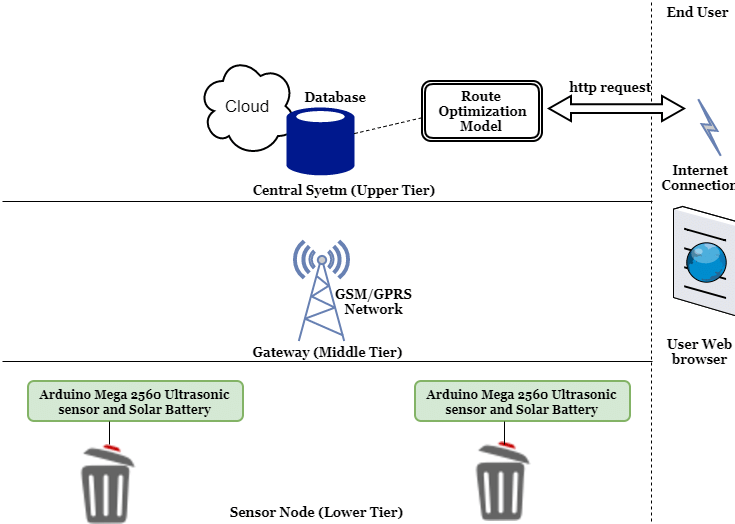 End User
Cloud
Database
Route
Optimization
Model
http request
Internet
Connection
Central Syetm (Upper Tier)
GSM/GPRS
Network
Gateway (Middle Tier)
User Web
browser
Arduino Mega 2560 Ultrasonic
sensor and Solar Battery
Arduino Mega 2560 Ultrasonic
sensor and Solar Battery
Sensor Node (Lower Tier)